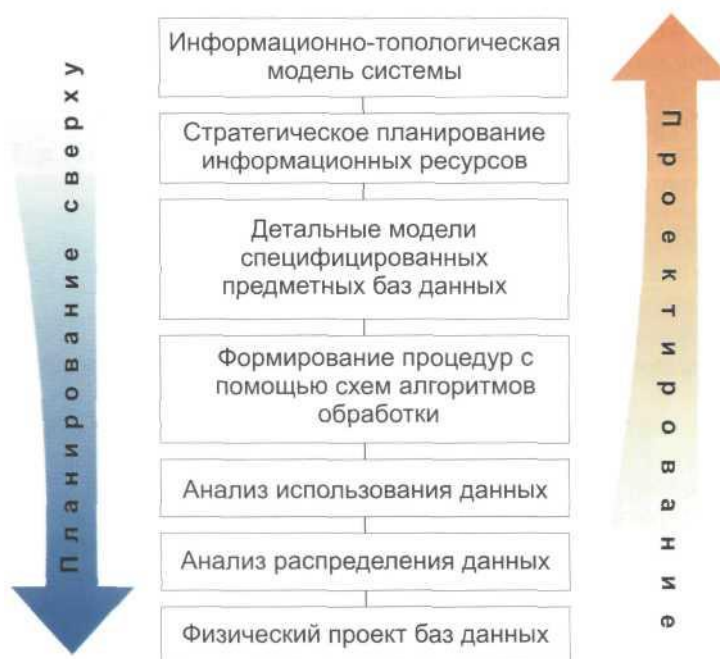 Планирование сверху
Информационно-топологическая
модель системы
Стратегическое планирование
информационных ресурсов
Детальные модели
специфицированных
предметных баз данных
Формирование процедур с
помощью схем алгоритмов
обработки
Анализ использования данных
Анализ распределения данных
Физический проект баз данных
Проектирование